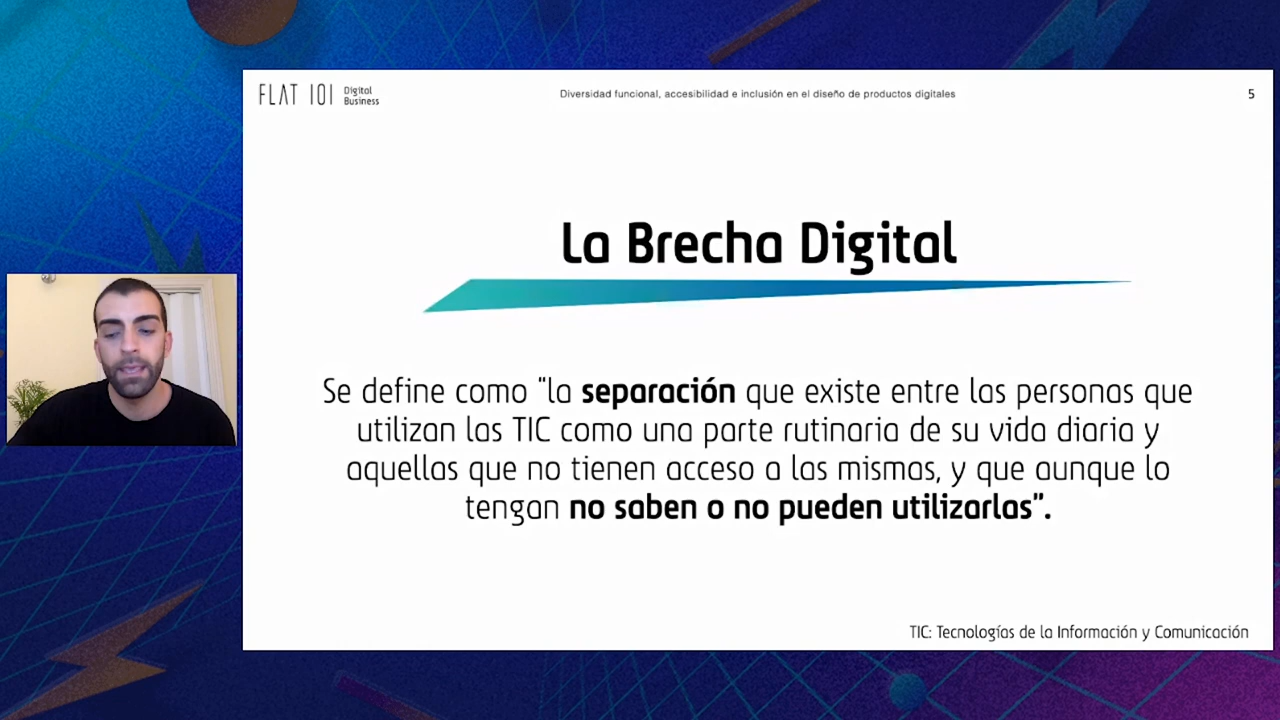 FLAT 101
Digital
Business
Diversidad funcional, accesibilidad e inclusión en el diseño de productos digitales
5
La Brecha Digital
Se define como "la separación que existe entre las personas que
utilizan las TIC como una parte rutinaria de su vida diaria y
aquellas que no tienen acceso a las mismas, y que aunque lo
tengan no saben o no pueden utilizarlas".
TIC: Tecnologías de la Información y Comunicación